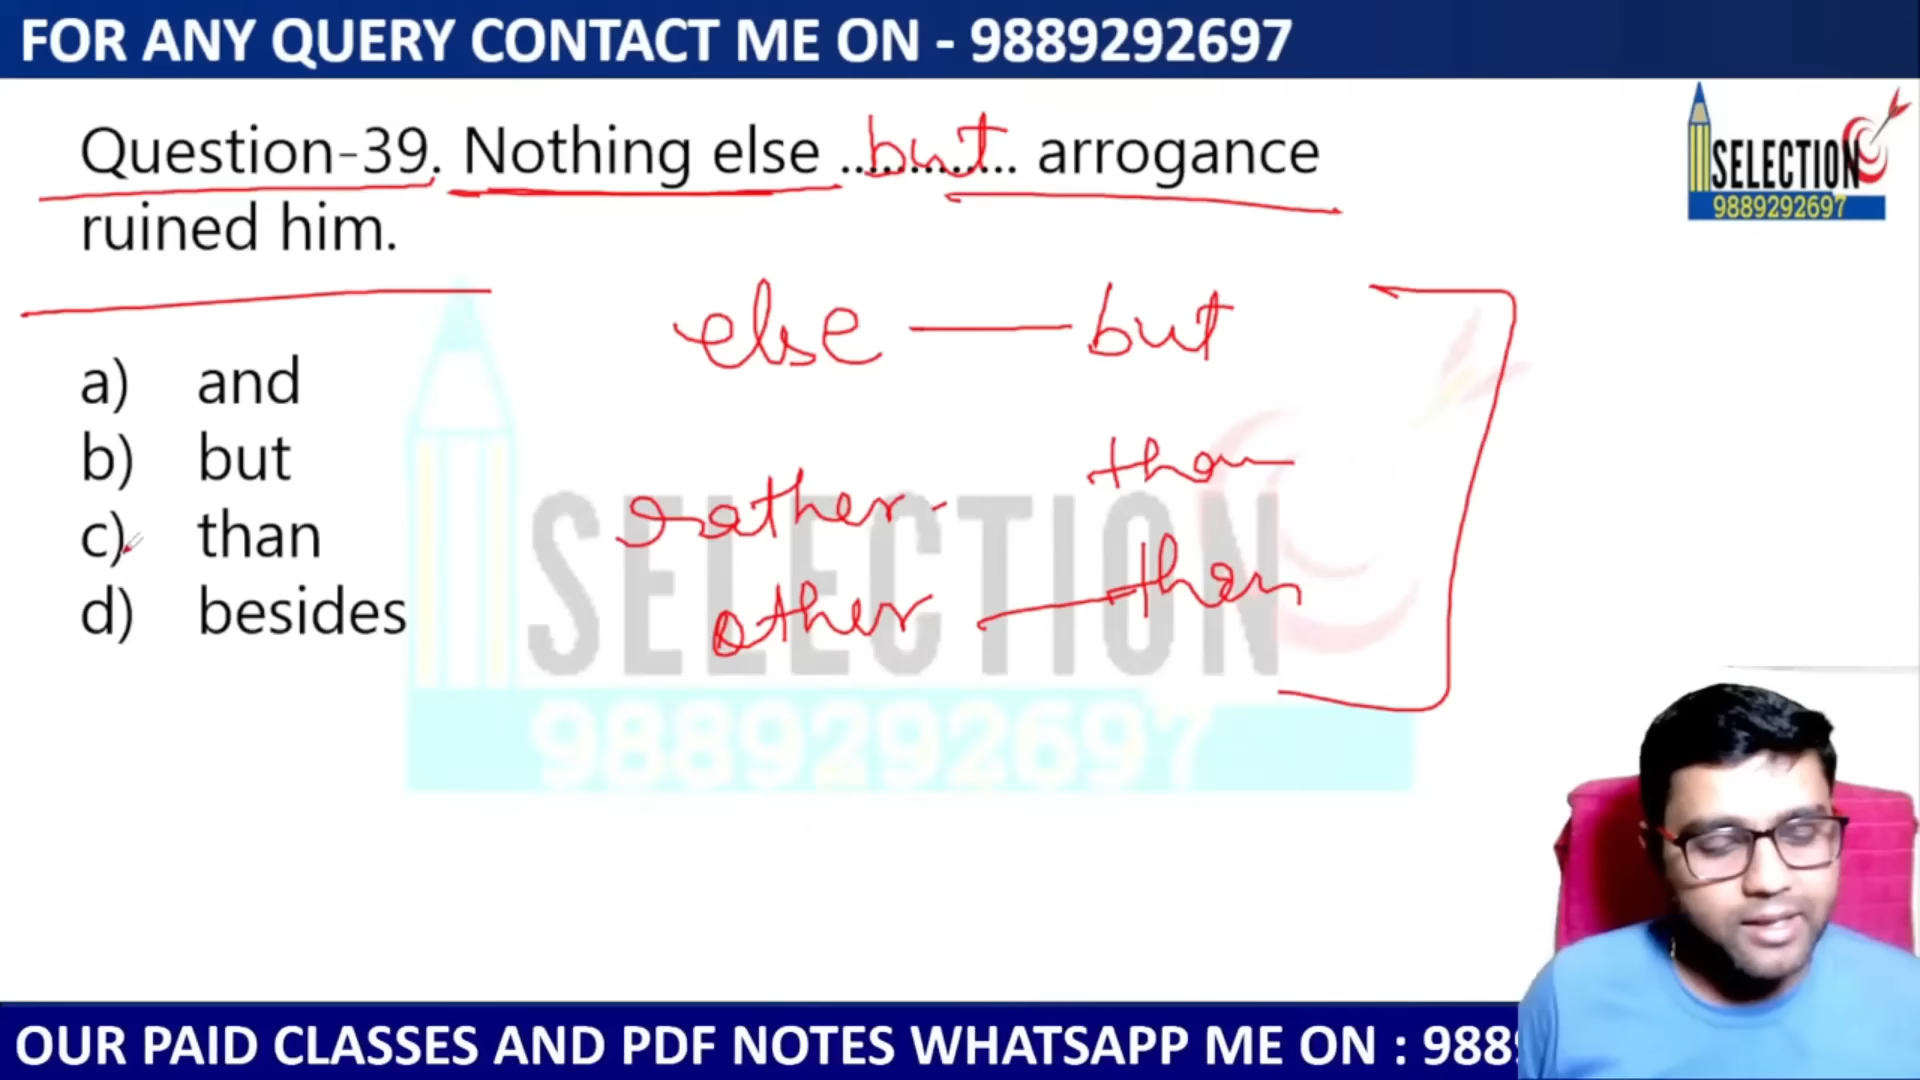 FOR ANY QUERY CONTACT ME ON - 9889292697
Question-39. Nothing else ....but.... arrogance
ruined him.
SELECTION
9889292697
else — but
a) and
b) but
c) than
d) besides
rather - than
other — than
SELECTION
9889292697
OUR PAID CLASSES AND PDF NOTES WHATSAPP ME ON : 988